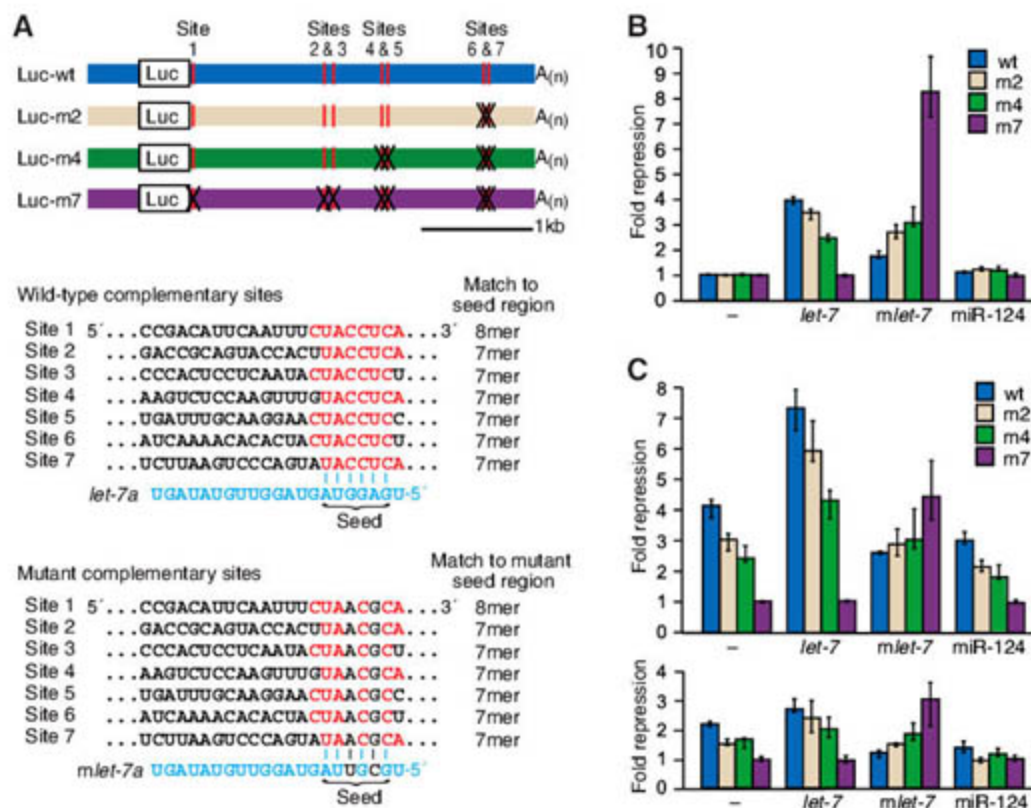 A
Site 1
Sites 2 & 3
Sites 4 & 5
Sites 6 & 7
Luc-wt Luc A(n)
Luc-m2 Luc A(n)
Luc-m4 Luc A(n)
Luc-m7 Luc A(n)
1kb
Wild-type complementary sites
Match to seed region
Site 1 5´ ...CCGACAUUCAAUUUCUACCUCA... 3´ 8mer
Site 2 ...GACCGCAGUACCACUUACCUCA... 7mer
Site 3 ...CCCACUCCUCAAUACUACCUCU... 7mer
Site 4 ...AAGUCUCCAAGUUUGUACCUCA... 7mer
Site 5 ...UGAUUUGCAAGGAACUACCUCC... 7mer
Site 6 ...AUCAAAACACACUACUACCUCU... 7mer
Site 7 ...UCUUAAGUCCCAGUAUACCUCA... 7mer
let-7a UGAUAUGUUGGAUGAUGGAGU-5´
Seed
Mutant complementary sites
Match to mutant seed region
Site 1 5´ ...CCGACAUUCAAUUUCUAACGCA... 3´ 8mer
Site 2 ...GACCGCAGUACCACUUAACGCA... 7mer
Site 3 ...CCCACUCCUCAAUACUAACGCU... 7mer
Site 4 ...AAGUCUCCAAGUUUGUAACGCA... 7mer
Site 5 ...UGAUUUGCAAGGAACUAACGCC... 7mer
Site 6 ...AUCAAAACACACUACUAACGCU... 7mer
Site 7 ...UCUUAAGUCCCAGUAUAACGCA... 7mer
mlet-7a UGAUAUGUUGGAUGAUUGCGU-5´
Seed
B
Fold repression
10
9
8
7
6
5
4
3
2
1
0
wt
m2
m4
m7
– let-7 mlet-7 miR-124
C
Fold repression
8
7
6
5
4
3
2
1
0
wt
m2
m4
m7
– let-7 mlet-7 miR-124
Fold repression
4
3
2
1
0
– let-7 mlet-7 miR-124